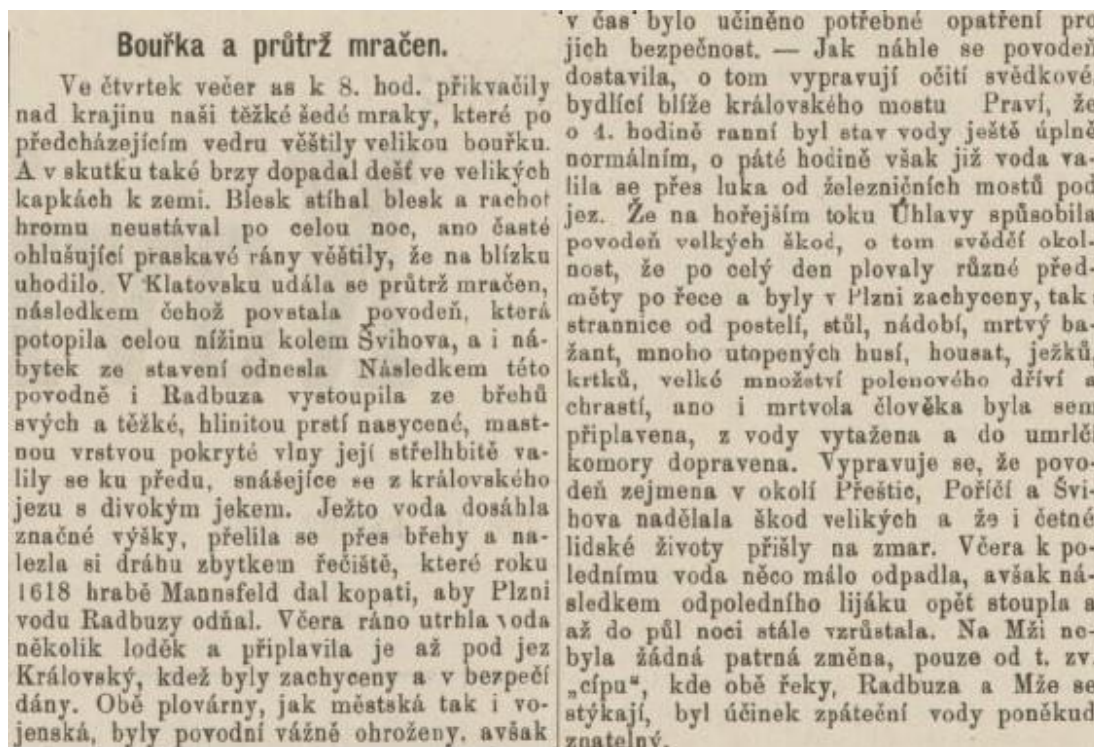 Bouřka a průtrž mračen.
Ve čtvrtek večer as k 8. hod. přikvačily
nad krajinu naši těžké šedé mraky, které po
předcházejícím vedru věštily velikou bouřku.
A v skutku také brzy dopadal dešť ve velikých
kapkách k zemi. Blesk stíhal blesk a rachot
hromu neustával po celou noc, ano časté
ohlušující praskavé rány věštily, že na blízku
uhodilo. V Klatovsku udála se průtrž mračen,
následkem čehož povstala povodeň, která
potopila celou nížinu kolem Švihova, a i ná-
bytek ze stavení odnesla Následkem této
povodně i Radbuza vystoupila ze břehů
svých a těžké, hlinitou prstí nasycené, mast-
nou vrstvou pokryté vlny její střelhbitě va-
lily se ku předu, snášejíce se z královského
jezu s divokým jekem. Ježto voda dosáhla
značné výšky, přelila se přes břehy a na-
lezla si dráhu zbytkem řečiště, které roku
1618 hrabě Mannsfeld dal kopati, aby Plzni
vodu Radbuzy odňal. Včera ráno utrhla voda
několik loděk a připlavila je až pod jez
Královský, kdež byly zachyceny a v bezpečí
dány. Obě plovárny, jak městská tak i vo-
jenská, byly povodní vážně ohroženy, avšak
v čas bylo učiněno potřebné opatření pro
jich bezpečnost. — Jak náhle se povodeň
dostavila, o tom vypravují očití svědkové,
bydlící blíže královského mostu Praví, že
o 4. hodině ranní byl stav vody ještě úplně
normálním, o páté hodině však již voda va-
lila se přes luka od železničních mostů pod
jez. Že na hořejším toku Úhlavy spůsobila
povodeň velkých škod, o tom svědčí okol-
nost, že po celý den plovaly různé před-
měty po řece a byly v Plzni zachyceny, tak
strannice od postelí, stůl, nádobí, mrtvý ba-
žant, mnoho utopených husí, housat, ježků,
krtků, velké množství polenového dříví a
chrastí, ano i mrtvola člověka byla sem
připlavena, z vody vytažena a do umrlčí
komory dopravena. Vypravuje se, že povo-
deň zejmena v okolí Přeštic, Poříčí a Švi-
hova nadělala škod velikých a že i četné
lidské životy přišly na zmar. Včera k po-
lednímu voda něco málo odpadla, avšak ná-
sledkem odpoledního lijáku opět stoupla a
až do půl noci stále vzrůstala. Na Mži ne-
byla žádná patrná změna, pouze od t. zv.
„cípu“, kde obě řeky, Radbuza a Mže se
stýkají, byl účinek zpáteční vody poněkud
znatelný.